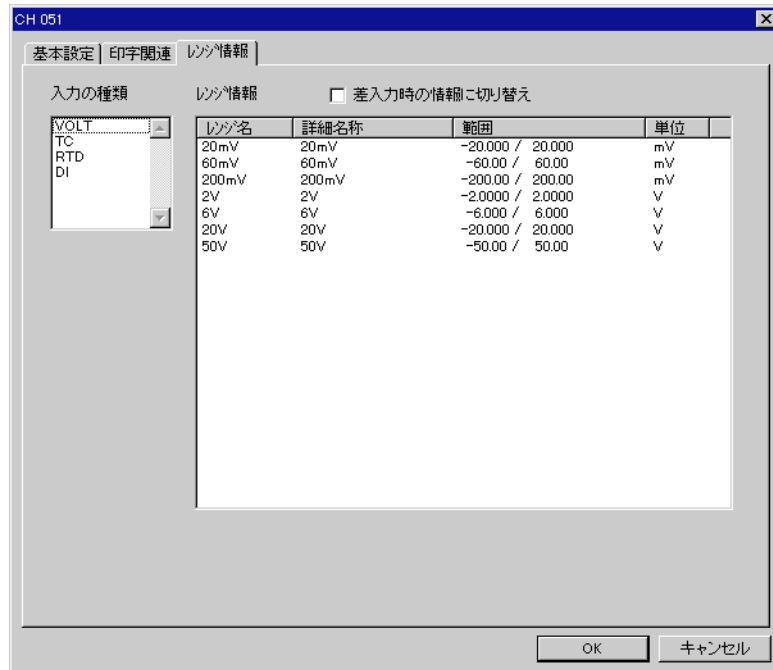 CH 051
基本設定 印字関連 ﾚﾝｼﾞ情報
入力の種類 ﾚﾝｼﾞ情報 差入力時の情報に切り替え
VOLT
TC
RTD
DI
レンジ名 詳細名称 範囲 単位
20mV 20mV -20.000 / 20.000 mV
60mV 60mV -60.00 / 60.00 mV
200mV 200mV -200.00 / 200.00 mV
2V 2V -2.0000 / 2.0000 V
6V 6V -6.000 / 6.000 V
20V 20V -20.000 / 20.000 V
50V 50V -50.00 / 50.00 V
OK キャンセル